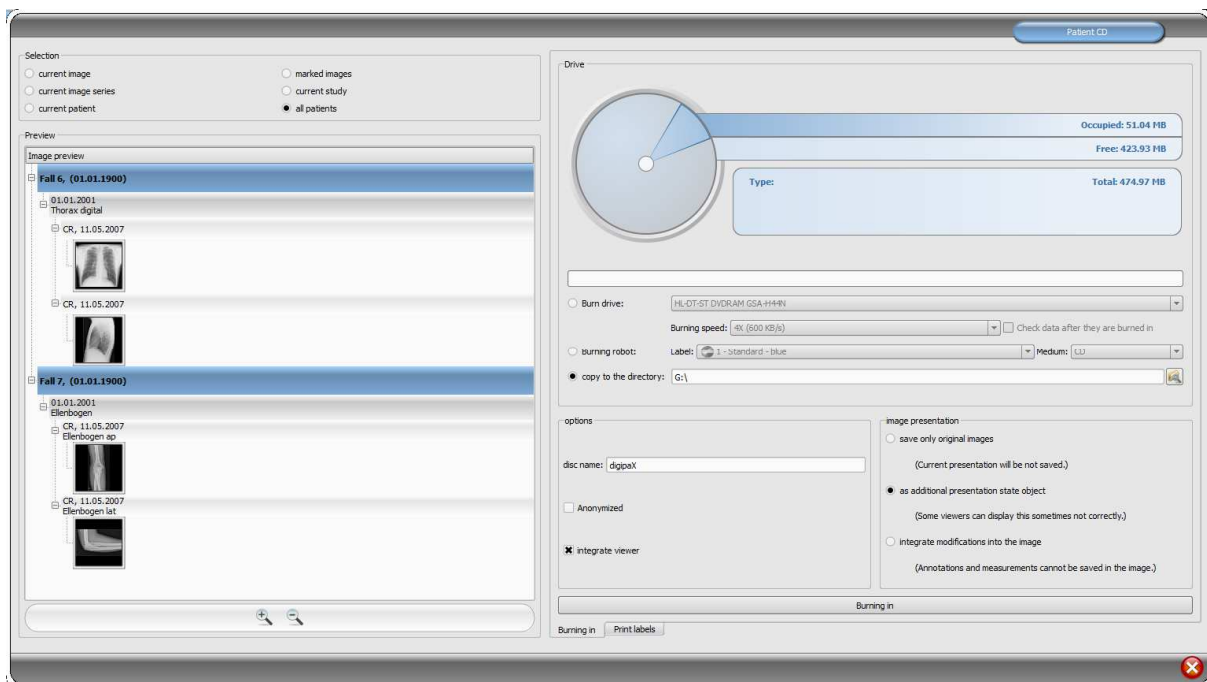 Patient CD
Selection
current image
marked images
current image series
current study
current patient
all patients
Preview
Image preview
Fall 6, (01.01.1900)
01.01.2001
Thorax digital
CR, 11.05.2007
CR, 11.05.2007
Fall 7, (01.01.1900)
01.01.2001
Ellenbogen
CR, 11.05.2007
Ellenbogen ap
CR, 11.05.2007
Ellenbogen lat
Drive
Occupied: 51.04 MB
Free: 423.93 MB
Type: Total: 474.97 MB
Burn drive: HL-DT-ST DVDRAM GSA-H44N
Burning speed: 4X (600 KB/s) Check data after they are burned in
Burning robot: Label: 1 - Standard - blue Medum: CD
copy to the directory: G:\
options
disc name: digipaX
Anonymized
integrate viewer
image presentation
save only original images
(Current presentation will be not saved.)
as additional presentation state object
(Some viewers can display this sometimes not correctly.)
integrate modifications into the image
(Annotations and measurements cannot be saved in the image.)
Burning in
Burning in Print labels